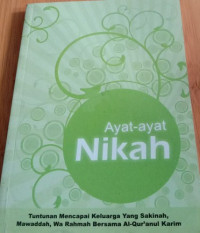 Ayat-ayat
Nikah
Tuntunan Mencapai Keluarga Yang Sakinah,
Mawaddah, Wa Rahmah Bersama Al-Qur'anul Karim